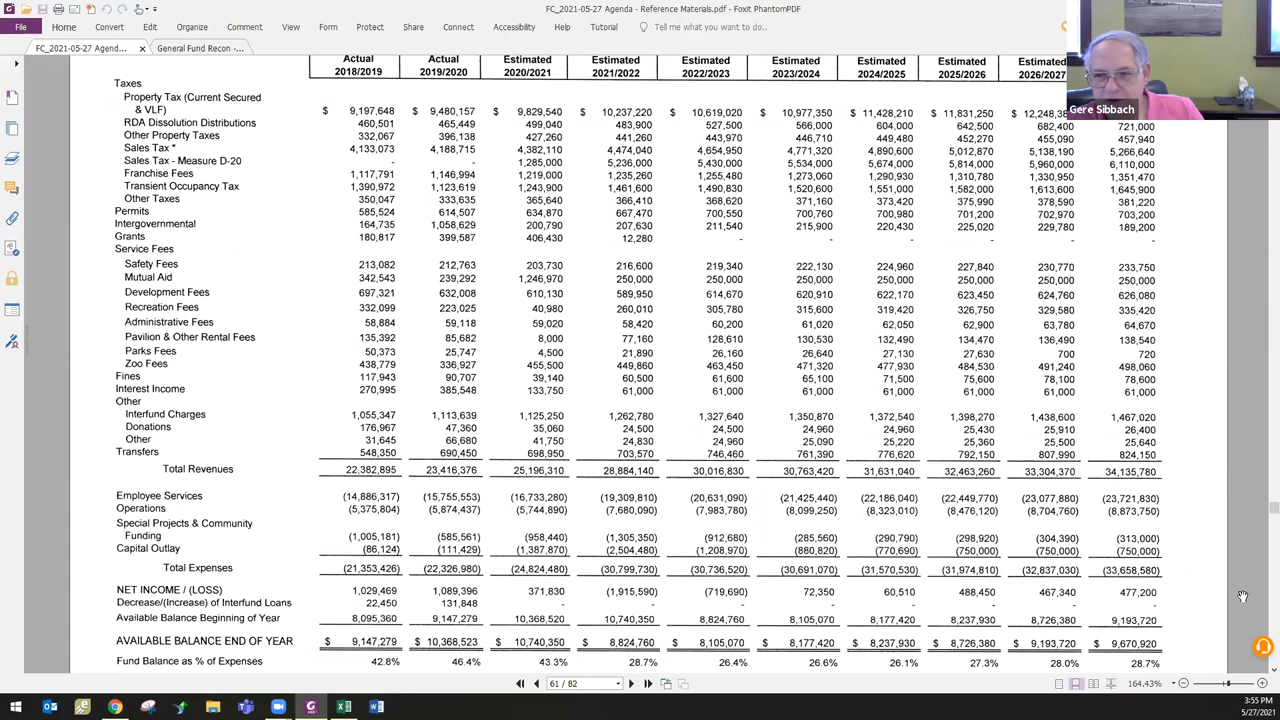 FC_2021-05-27 Agenda - Reference Materials.pdf - Foxit PhantomPDF
File Home Convert Edit Organize Comment View Form Protect Share Connect Accessibility Help Tutorial Tell me what you want to do...
FC_2021-05-27 Agend... × General Fund Recon -...
Gere Sibbach
Actual Actual Estimated Estimated Estimated Estimated Estimated Estimated Estimated
2018/2019 2019/2020 2020/2021 2021/2022 2022/2023 2023/2024 2024/2025 2025/2026 2026/2027
Taxes
Property Tax (Current Secured
& VLF) $ 9,197,648 $ 9,480,157 $ 9,829,540 $ 10,237,220 $ 10,619,020 $ 10,977,350 $ 11,428,210 $ 11,831,250 $ 12,248,3
RDA Dissolution Distributions 460,501 465,449 499,040 483,900 527,500 566,000 604,000 642,500 682,400 721,000
Other Property Taxes 332,067 396,138 427,260 441,260 443,970 446,710 449,480 452,270 455,090 457,940
Sales Tax * 4,133,073 4,188,715 4,382,110 4,474,040 4,654,950 4,771,320 4,890,600 5,012,870 5,138,190 5,266,640
Sales Tax - Measure D-20 - - 1,285,000 5,236,000 5,430,000 5,534,000 5,674,000 5,814,000 5,960,000 6,110,000
Franchise Fees 1,117,791 1,146,994 1,219,000 1,235,260 1,255,480 1,273,060 1,290,930 1,310,780 1,330,950 1,351,470
Transient Occupancy Tax 1,390,972 1,123,619 1,243,900 1,461,600 1,490,830 1,520,600 1,551,000 1,582,000 1,613,600 1,645,900
Other Taxes 350,047 333,635 365,640 366,410 368,620 371,160 373,420 375,990 378,590 381,220
Permits 585,524 614,507 634,870 667,470 700,550 700,760 700,980 701,200 702,970 703,200
Intergovernmental 164,735 1,058,629 200,790 207,630 211,540 215,900 220,430 225,020 229,780 189,200
Grants 180,817 399,587 406,430 12,280 - - - - - -
Service Fees
Safety Fees 213,082 212,763 203,730 216,600 219,340 222,130 224,960 227,840 230,770 233,750
Mutual Aid 342,543 239,292 1,246,970 250,000 250,000 250,000 250,000 250,000 250,000 250,000
Development Fees 697,321 632,008 610,130 589,950 614,670 620,910 622,170 623,450 624,760 626,080
Recreation Fees 332,099 223,025 40,980 260,010 305,780 315,600 319,420 326,750 329,580 335,420
Administrative Fees 58,884 59,118 59,020 58,420 60,200 61,020 62,050 62,900 63,780 64,670
Pavilion & Other Rental Fees 135,392 85,682 8,000 77,160 128,610 130,530 132,490 134,470 136,490 138,540
Parks Fees 50,373 25,747 4,500 21,890 26,160 26,640 27,130 27,630 700 720
Zoo Fees 438,779 336,927 455,500 449,860 463,450 471,320 477,930 484,530 491,240 498,060
Fines 117,943 90,707 39,140 60,500 61,600 65,100 71,500 75,600 78,100 78,600
Interest Income 270,995 385,548 133,750 61,000 61,000 61,000 61,000 61,000 61,000 61,000
Other
Interfund Charges 1,055,347 1,113,639 1,125,250 1,262,780 1,327,640 1,350,870 1,372,540 1,398,270 1,438,600 1,467,020
Donations 176,967 47,360 35,060 24,500 24,500 24,960 24,960 25,430 25,910 26,400
Other 31,645 66,680 41,750 24,830 24,960 25,090 25,220 25,360 25,500 25,640
Transfers 548,350 690,450 698,950 703,570 746,460 761,390 776,620 792,150 807,990 824,150
Total Revenues 22,382,895 23,416,376 25,196,310 28,884,140 30,016,830 30,763,420 31,631,040 32,463,260 33,304,370 34,135,780
Employee Services (14,886,317) (15,755,553) (16,733,280) (19,309,810) (20,631,090) (21,425,440) (22,186,040) (22,449,770) (23,077,880) (23,721,830)
Operations (5,375,804) (5,874,437) (5,744,890) (7,680,090) (7,983,780) (8,099,250) (8,323,010) (8,476,120) (8,704,760) (8,873,750)
Special Projects & Community
Funding (1,005,181) (585,561) (958,440) (1,305,350) (912,680) (285,560) (290,790) (298,920) (304,390) (313,000)
Capital Outlay (86,124) (111,429) (1,387,870) (2,504,480) (1,208,970) (880,820) (770,690) (750,000) (750,000) (750,000)
Total Expenses (21,353,426) (22,326,980) (24,824,480) (30,799,730) (30,736,520) (30,691,070) (31,570,530) (31,974,810) (32,837,030) (33,658,580)
NET INCOME / (LOSS) 1,029,469 1,089,396 371,830 (1,915,590) (719,690) 72,350 60,510 488,450 467,340 477,200
Decrease/(Increase) of Interfund Loans 22,450 131,848 - - - - - - - -
Available Balance Beginning of Year 8,095,360 9,147,279 10,368,520 10,740,350 8,824,760 8,105,070 8,177,420 8,237,930 8,726,380 9,193,720
AVAILABLE BALANCE END OF YEAR $ 9,147,279 $ 10,368,523 $ 10,740,350 $ 8,824,760 $ 8,105,070 $ 8,177,420 $ 8,237,930 $ 8,726,380 $ 9,193,720 $ 9,670,920
Fund Balance as % of Expenses 42.8% 46.4% 43.3% 28.7% 26.4% 26.6% 26.1% 27.3% 28.0% 28.7%
61 / 82 164.43%
3:55 PM
5/27/2021